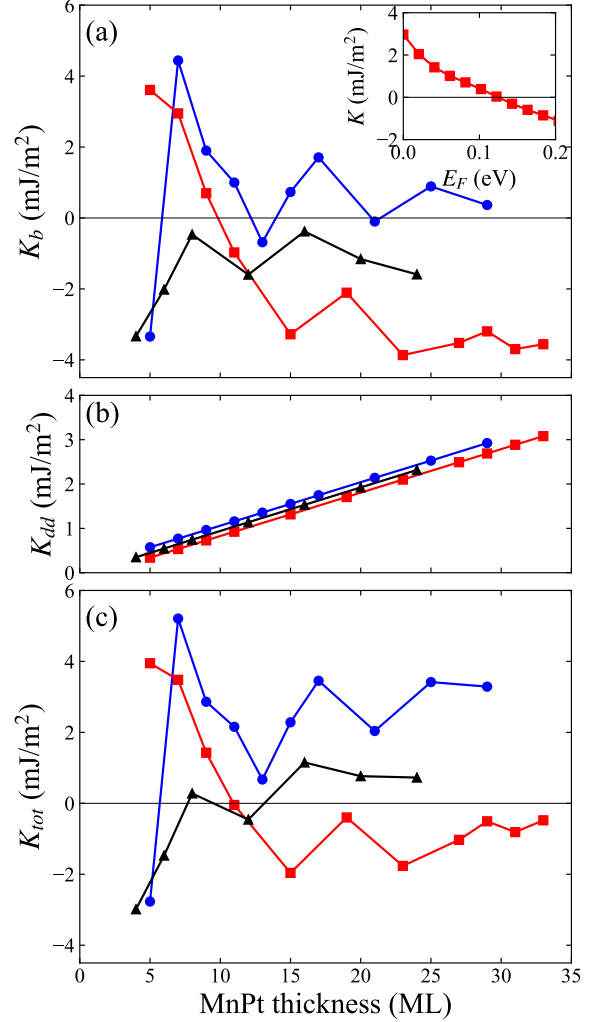 (a)
6
4
2
0
−2
−4
K_b (mJ/m²)
4
2
0
−2
K (mJ/m²)
0.0 0.1 0.2
E_F (eV)
(b)
4
3
2
1
0
K_dd (mJ/m²)
(c)
6
4
2
0
−2
−4
K_tot (mJ/m²)
0 5 10 15 20 25 30 35
MnPt thickness (ML)